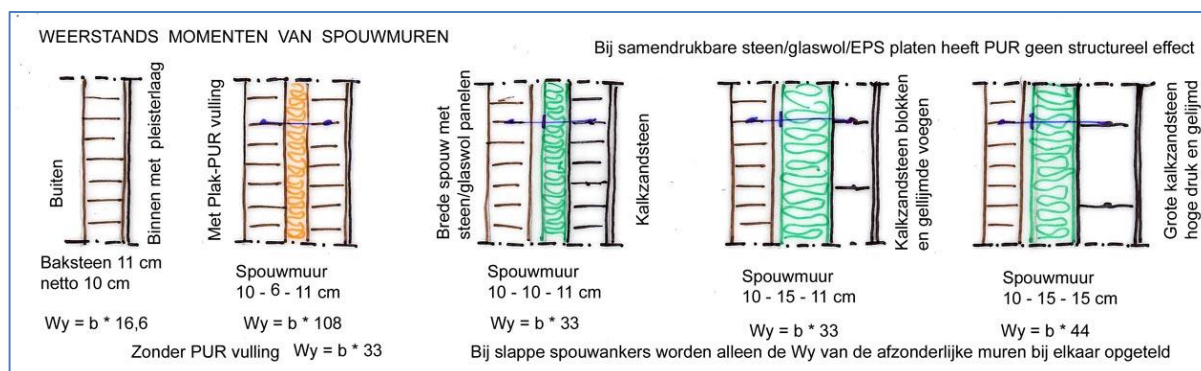 WEERSTANDS MOMENTEN VAN SPOUWMUREN
Bij samendrukbare steen/glaswol/EPS platen heeft PUR geen structureel effect
Buiten
Binnen met pleisterlaag
Baksteen 11 cm
netto 10 cm
Wy = b * 16,6
Met Plak-PUR vulling
Spouwmuur
10 - 6 - 11 cm
Wy = b * 108
Zonder PUR vulling Wy = b * 33
Brede spouw met
steen/glaswol panelen
Kalkzandsteen
Spouwmuur
10 - 10 - 11 cm
Wy = b * 33
Kalkzandsteen blokken
en gelijmde voegen
Spouwmuur
10 - 15 - 11 cm
Wy = b * 33
Grote kalkzandsteen
hoge druk en gelijmd
Spouwmuur
10 - 15 - 15 cm
Wy = b * 44
Bij slappe spouwankers worden alleen de Wy van de afzonderlijke muren bij elkaar opgeteld